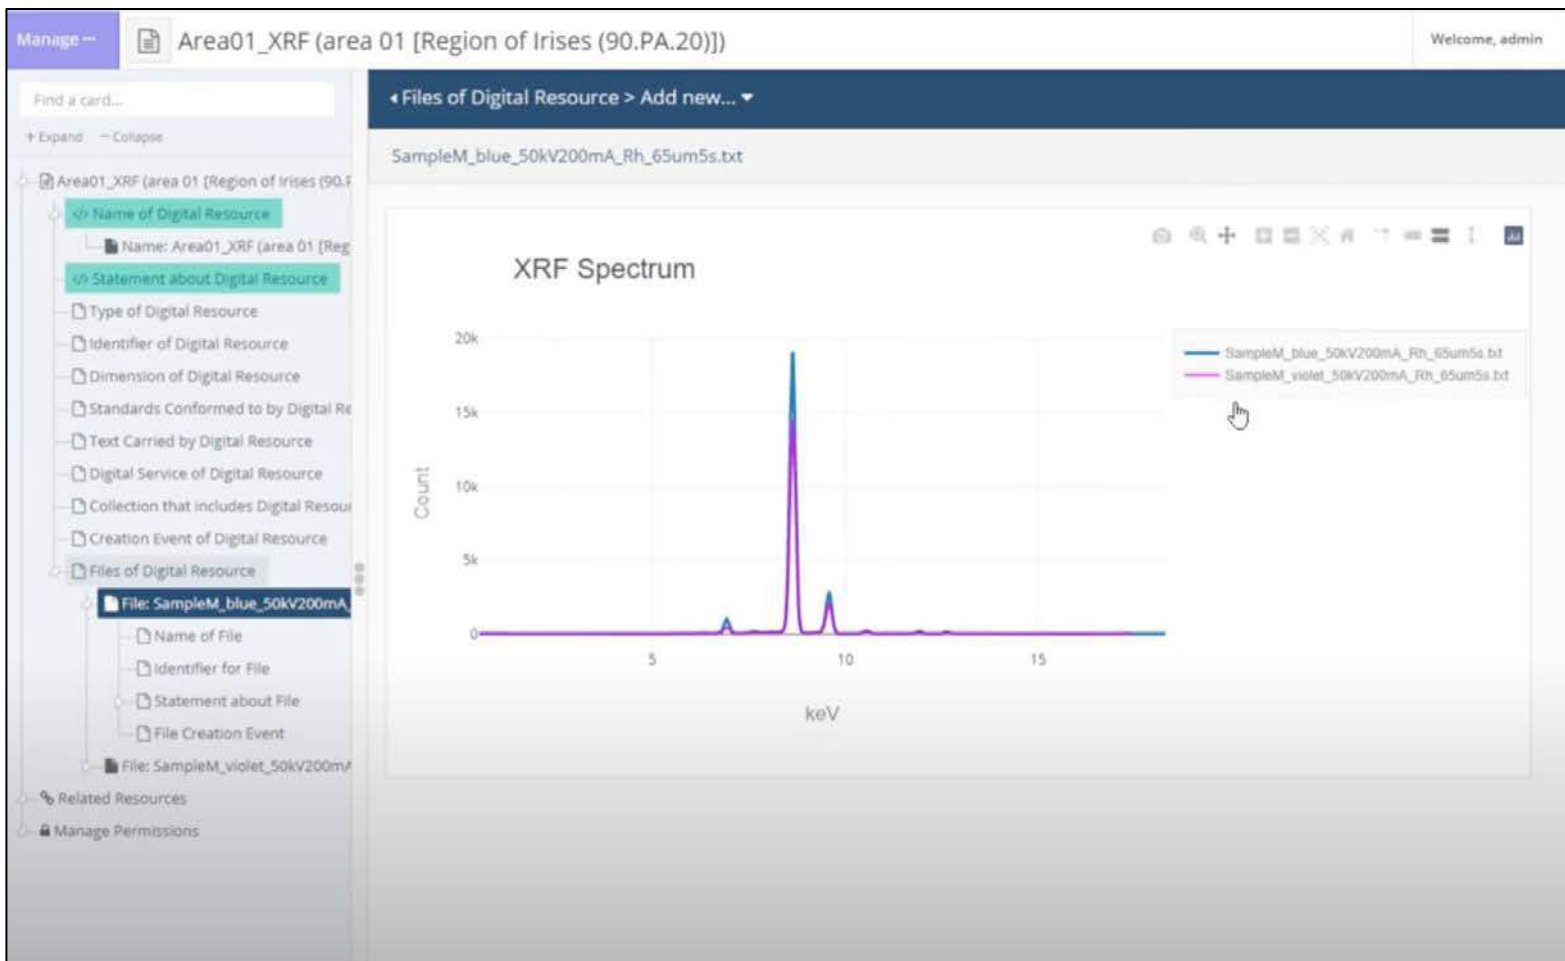 Manage
Area01_XRF (area 01 [Region of Irises (90.PA.20)])
Welcome, admin
Find a card...
+ Expand − Collapse
Area01_XRF (area 01 [Region of Irises (90.P
</> Name of Digital Resource
Name: Area01_XRF (area 01 [Reg
</> Statement about Digital Resource
Type of Digital Resource
Identifier of Digital Resource
Dimension of Digital Resource
Standards Conformed to by Digital Re
Text Carried by Digital Resource
Digital Service of Digital Resource
Collection that includes Digital Resour
Creation Event of Digital Resource
Files of Digital Resource
File: SampleM_blue_50kV200mA_
Name of File
Identifier for File
Statement about File
File Creation Event
File: SampleM_violet_50kV200mA
Related Resources
Manage Permissions
Files of Digital Resource > Add new...
SampleM_blue_50kV200mA_Rh_65um5s.txt
XRF Spectrum
20k
15k
10k
5k
0
Count
5 10 15
keV
SampleM_blue_50kV200mA_Rh_65um5s.txt
SampleM_violet_50kV200mA_Rh_65um5s.txt